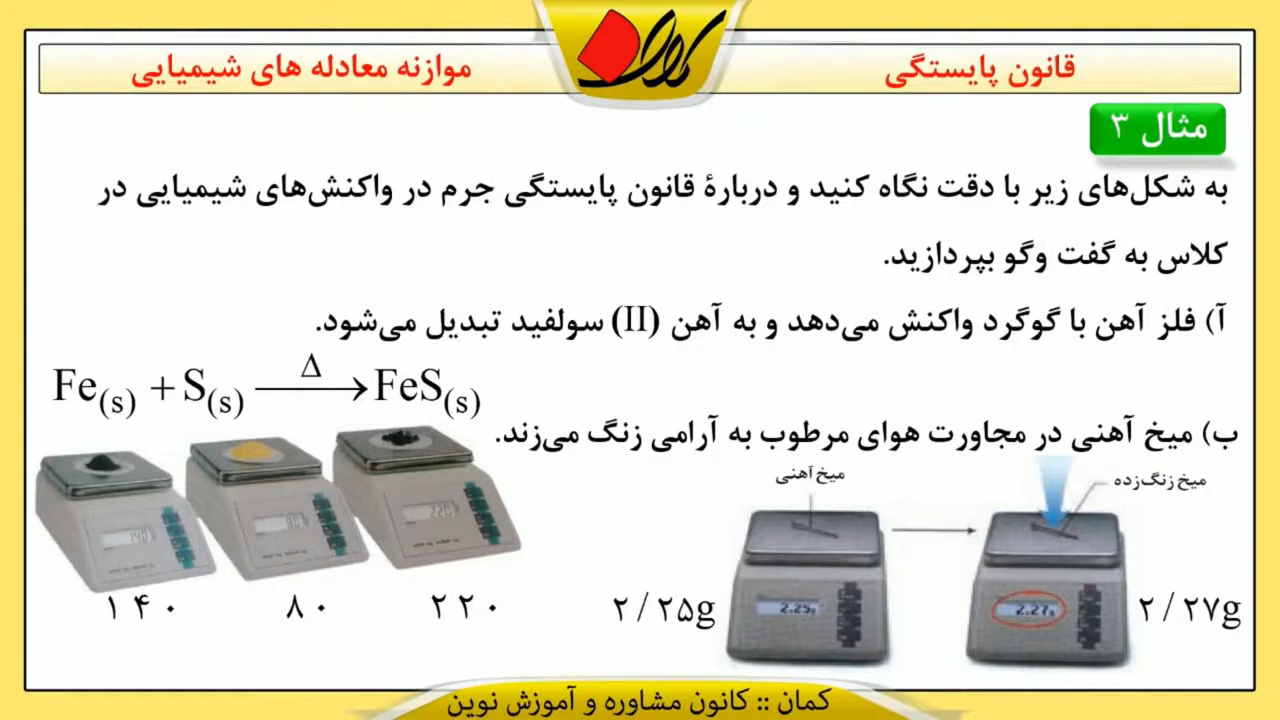 قانون پایستگی
موازنه معادله های شیمیایی
مثال ۳
به شکل‌های زیر با دقت نگاه کنید و دربارهٔ قانون پایستگی جرم در واکنش‌های شیمیایی در
کلاس به گفت وگو بپردازید.
آ) فلز آهن با گوگرد واکنش می‌دهد و به آهن (II) سولفید تبدیل می‌شود.
Fe(s) + S(s) —Δ→ FeS(s)
ب) میخ آهنی در مجاورت هوای مرطوب به آرامی زنگ می‌زند.
میخ آهنی
میخ زنگ‌زده
140
80
220
2.25g
2.27g
۱۴۰
۸۰
۲۲۰
۲/۲۵g
۲/۲۷g
کمان :: کانون مشاوره و آموزش نوین